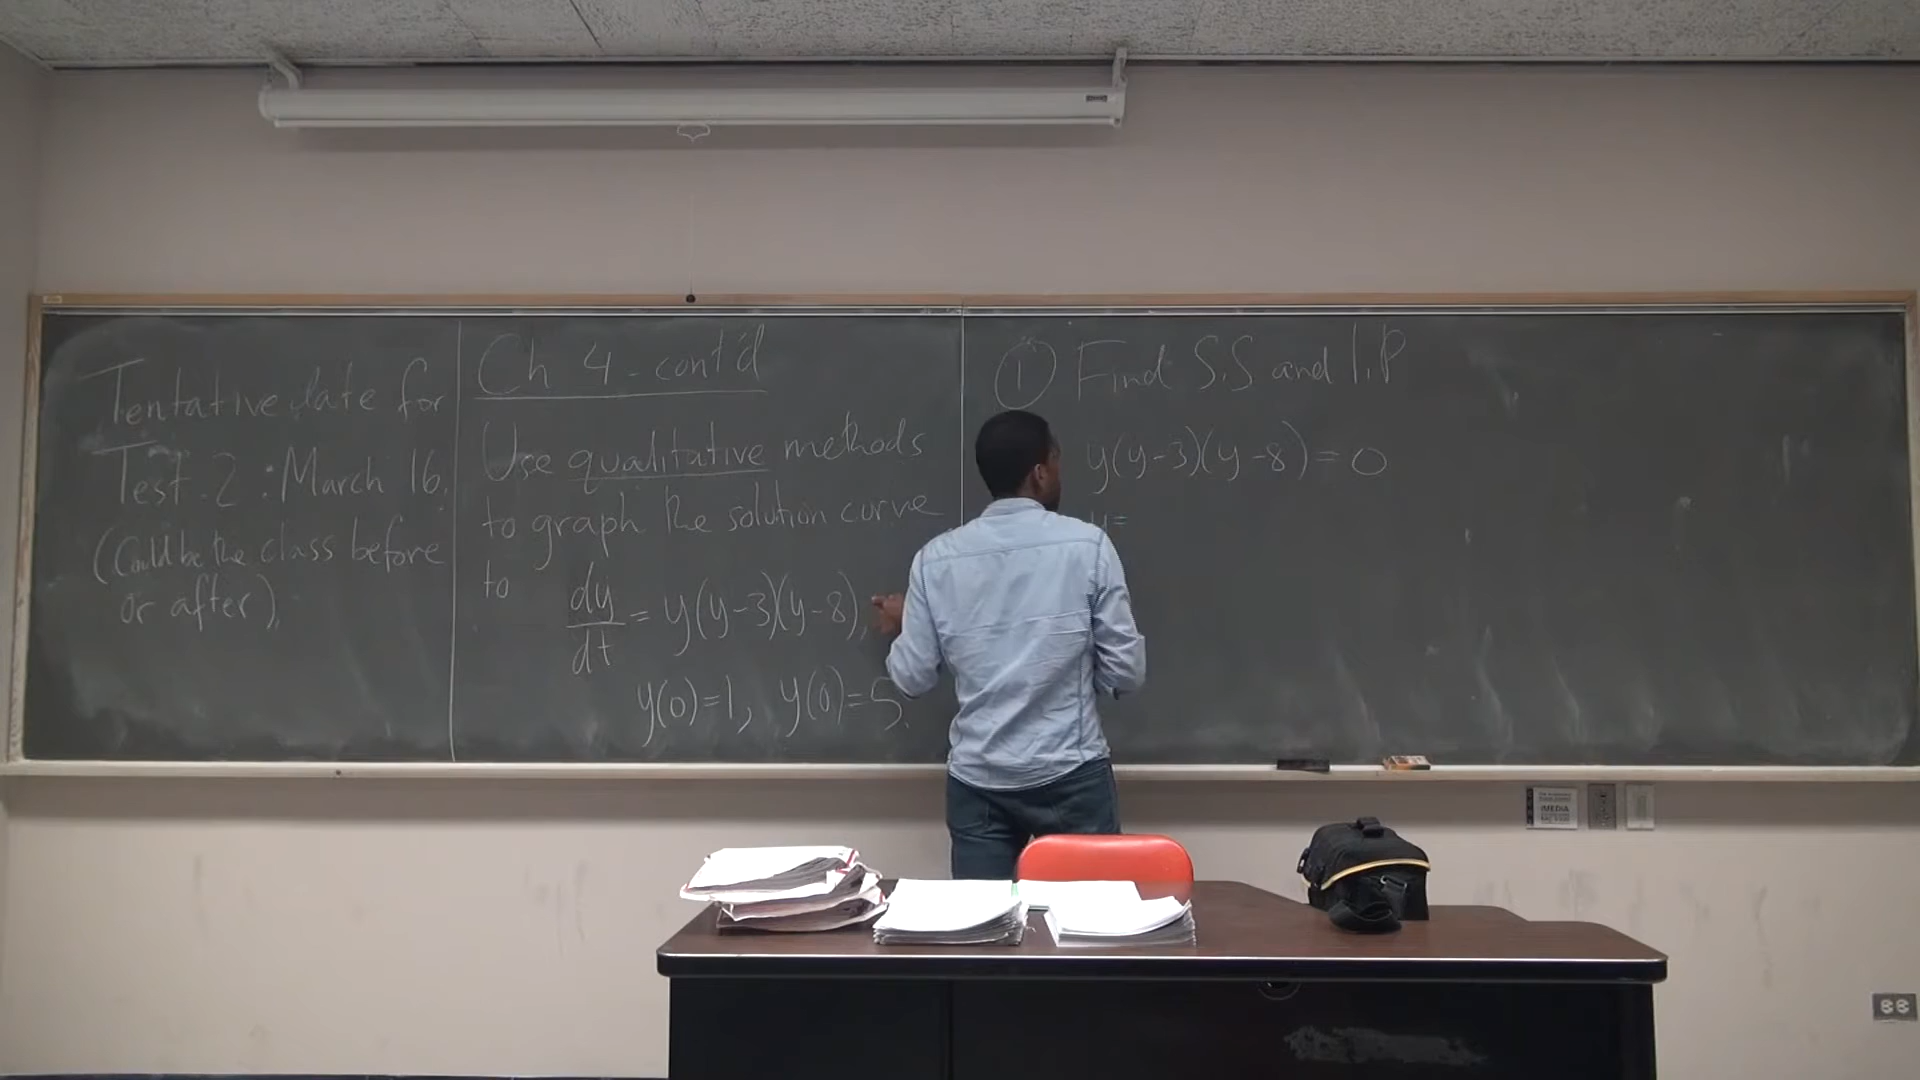 Tentative date for
Test 2 : March 16.
(Could be the class before
or after).
Ch 4 - cont'd
Use qualitative methods
to graph the solution curve
to dy/dt = y(y-3)(y-8),
y(0)=1, y(0)=5.
① Find S.S and I.P
y(y-3)(y-8)=0
y=
iMEDIA